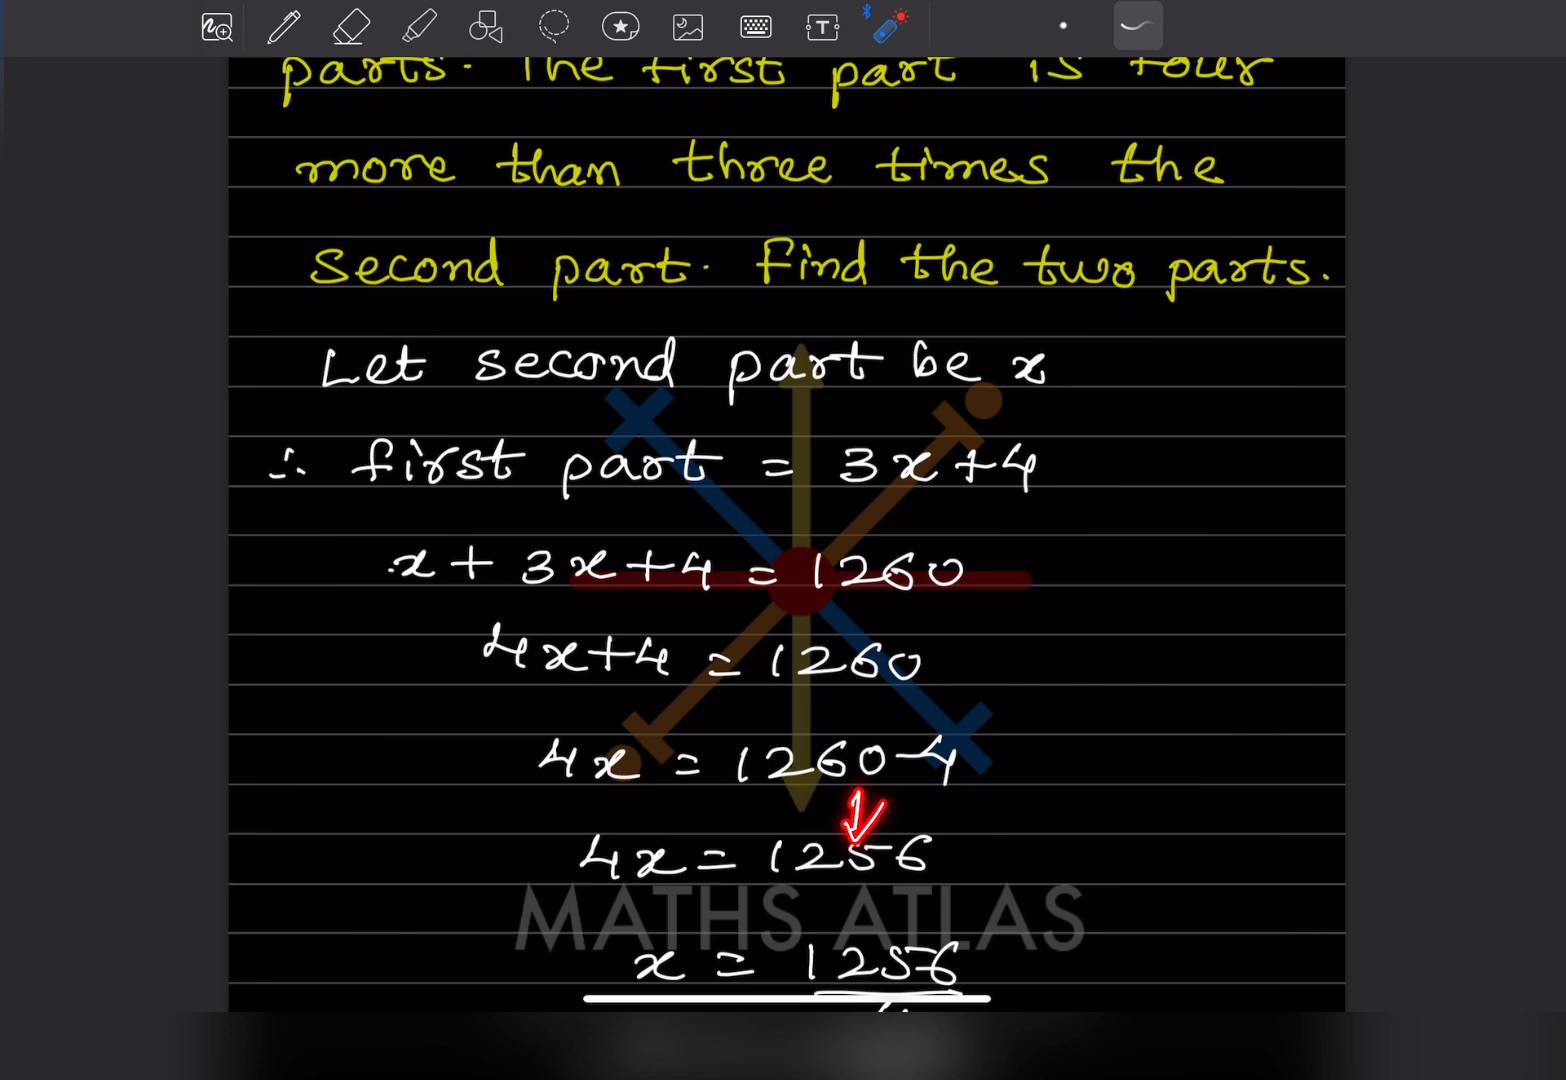 parts. The first part is four
more than three times the
second part. Find the two parts.
Let second part be x
∴ first part = 3x+4
x + 3x+4 = 1260
4x+4 = 1260
4x = 1260-4
4x = 1256
MATHS ATLAS
x = 1256